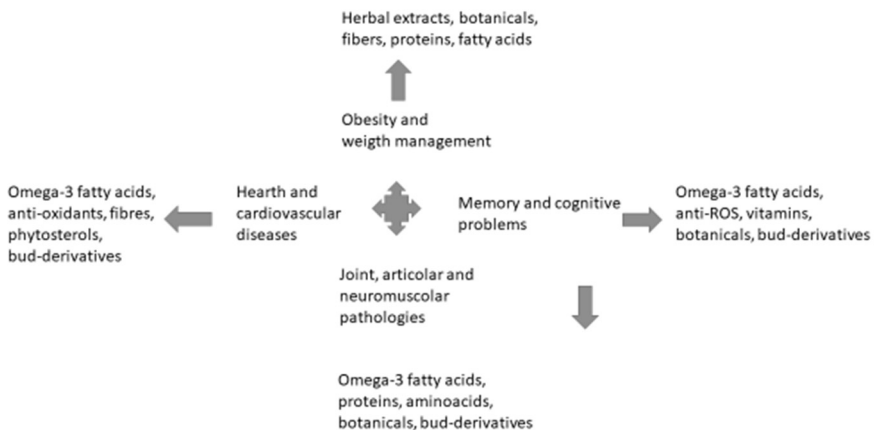 Herbal extracts, botanicals,
fibers, proteins, fatty acids
Obesity and
weigth management
Omega-3 fatty acids,
anti-oxidants, fibres,
phytosterols,
bud-derivatives
Hearth and
cardiovascular
diseases
Memory and cognitive
problems
Omega-3 fatty acids,
anti-ROS, vitamins,
botanicals, bud-derivatives
Joint, articolar and
neuromuscolar
pathologies
Omega-3 fatty acids,
proteins, aminoacids,
botanicals, bud-derivatives